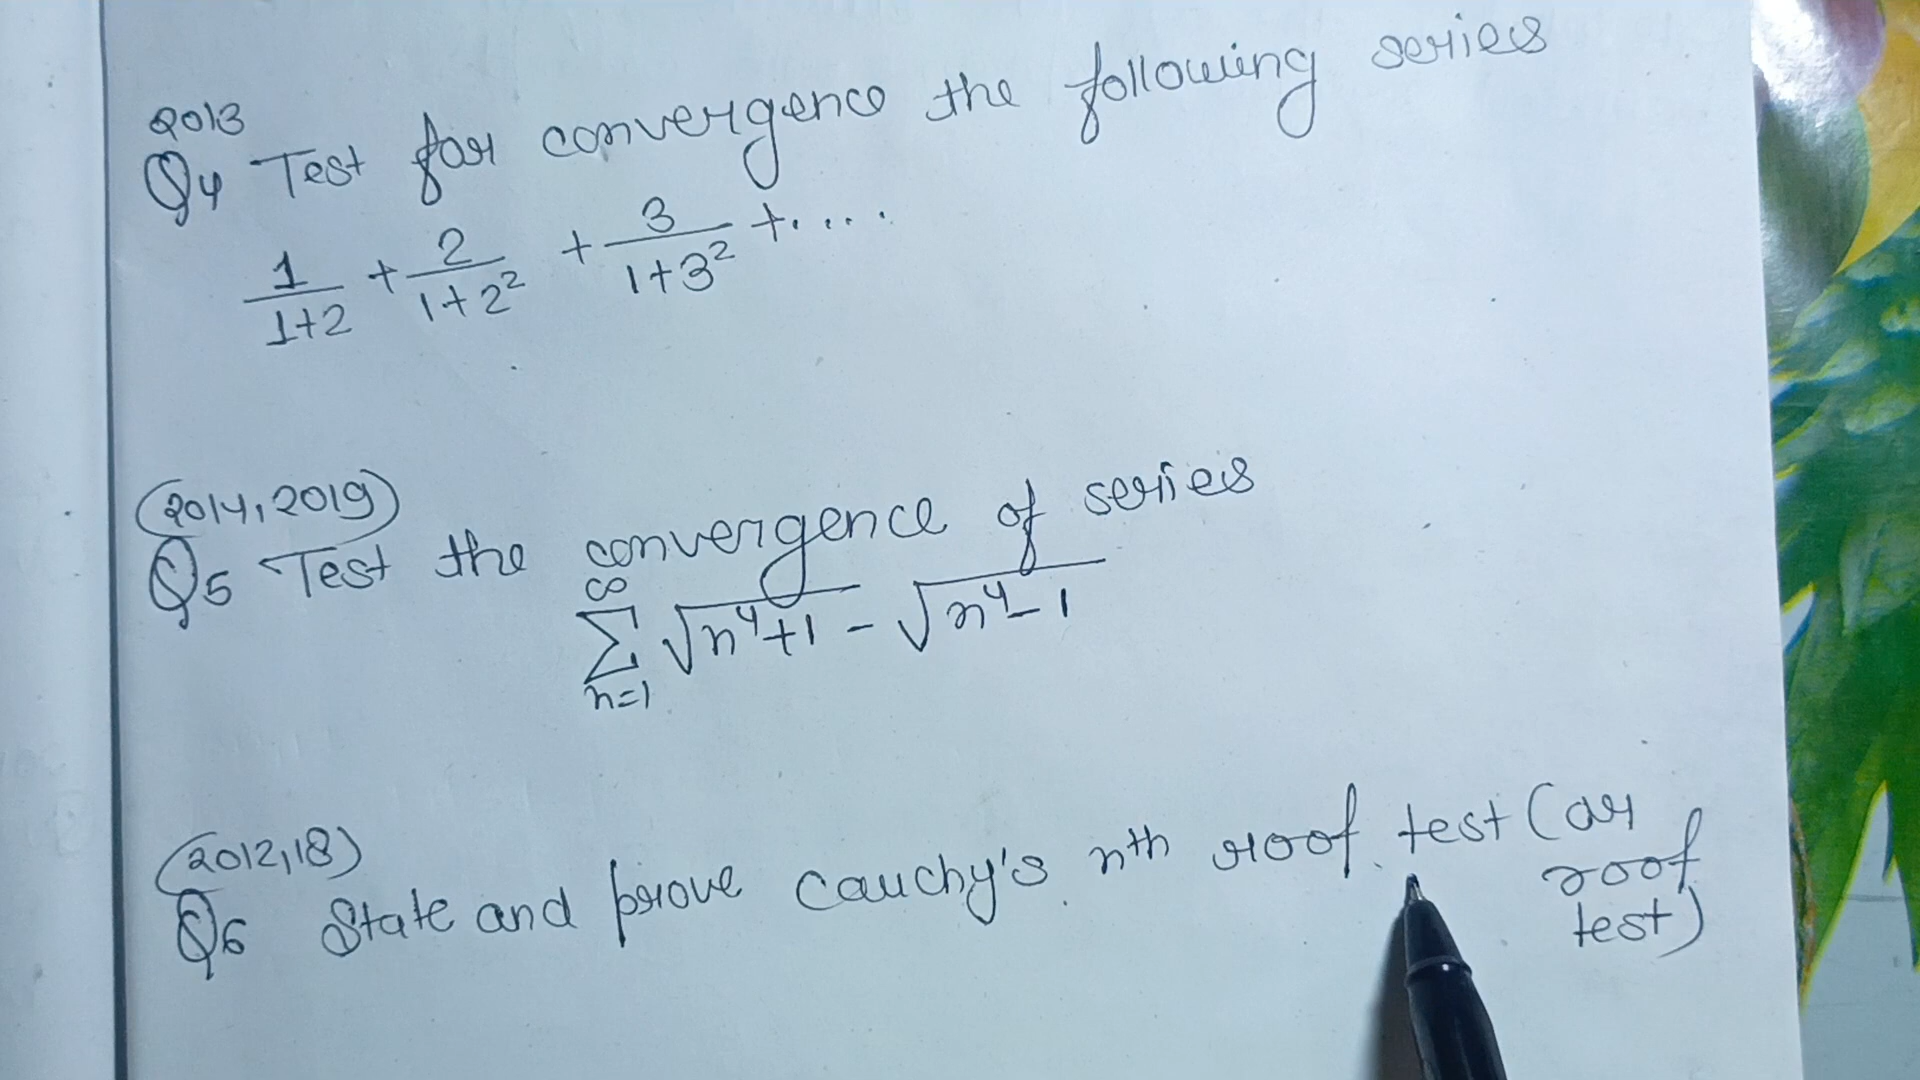 2013
Q4 Test for convergence the following series
1/1+2 + 2/1+2² + 3/1+3² + .....
(2014, 2019)
Q5 Test the convergence of series
∞ ∑ n=1 √n⁴+1 - √n⁴-1
(2012, 18)
Q6 State and prove Cauchy's nth root test (or
root
test)